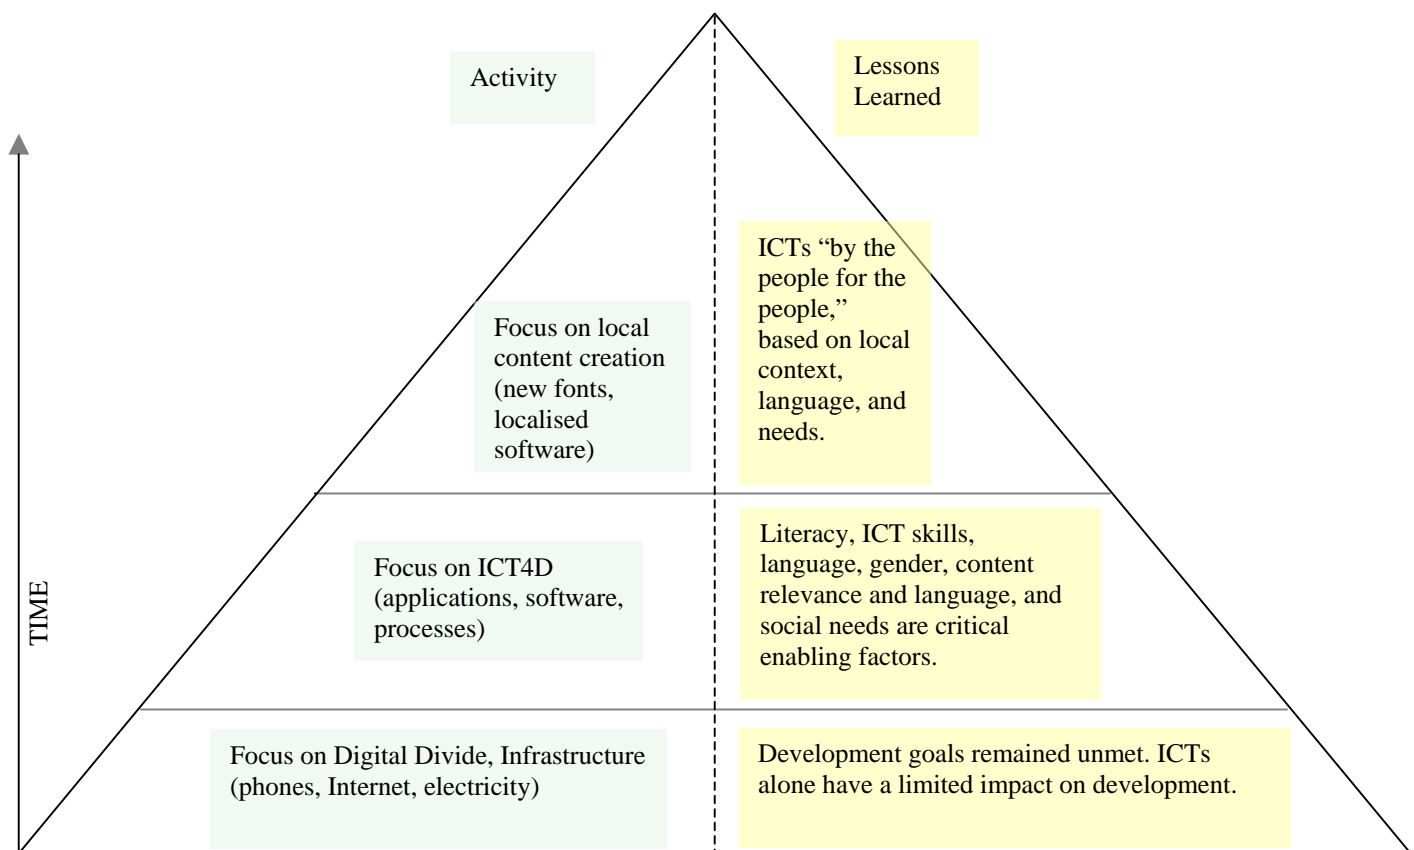 Activity
Lessons
Learned
ICTs “by the
people for the
people,”
based on local
context,
language, and
needs.
Focus on local
content creation
(new fonts,
localised
software)
Literacy, ICT skills,
language, gender, content
relevance and language, and
social needs are critical
enabling factors.
Focus on ICT4D
(applications, software,
processes)
TIME
Focus on Digital Divide, Infrastructure
(phones, Internet, electricity)
Development goals remained unmet. ICTs
alone have a limited impact on development.